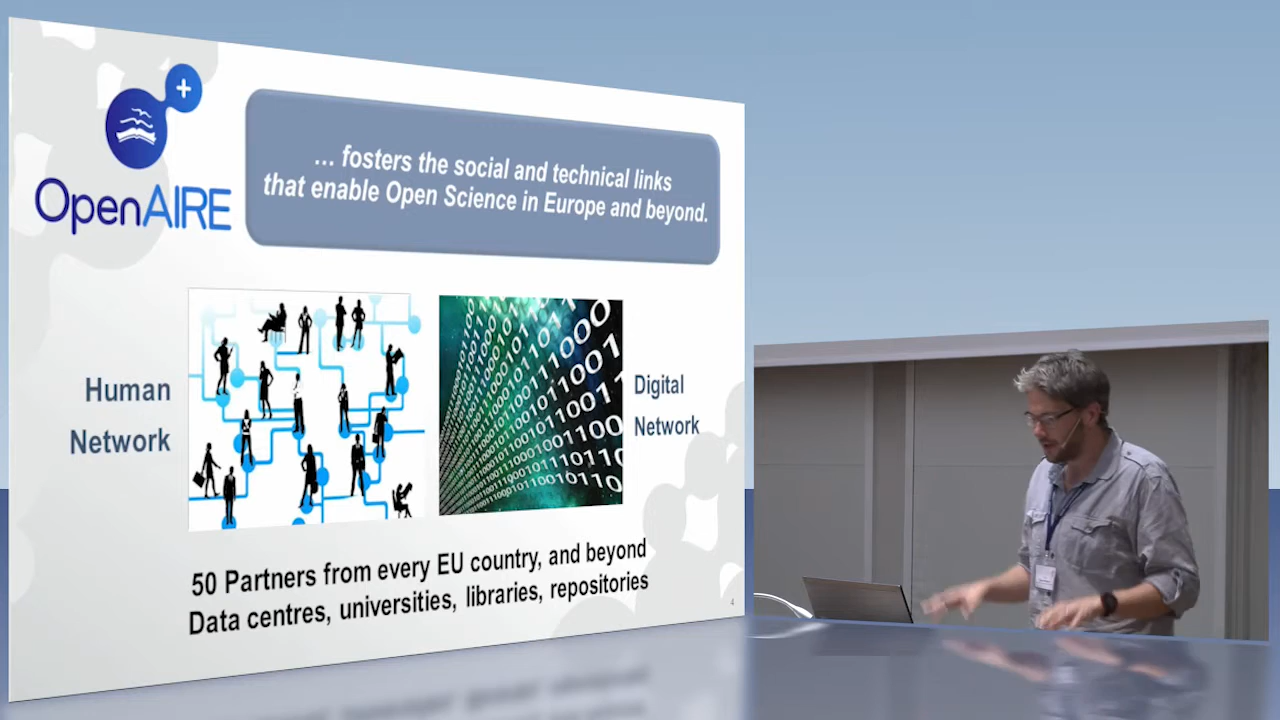 +
OpenAIRE
... fosters the social and technical links
that enable Open Science in Europe and beyond.
Human
Network
Digital
Network
50 Partners from every EU country, and beyond
Data centres, universities, libraries, repositories
4